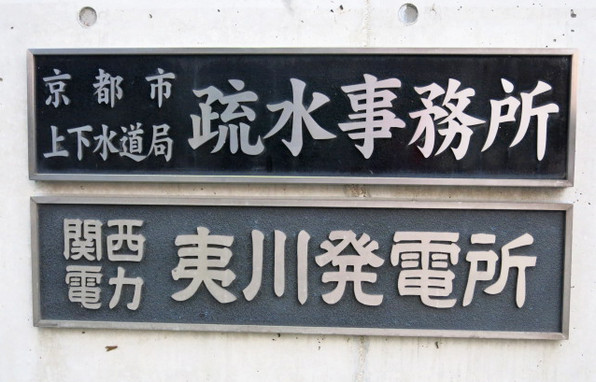 京都市
上下水道局
疏水事務所
関西
電力
夷川発電所